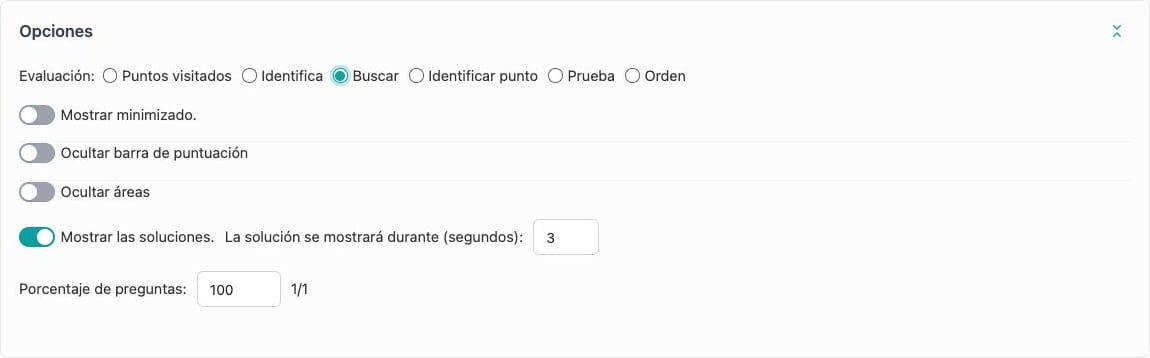 Opciones
Evaluación: Puntos visitados Identifica Buscar Identificar punto Prueba Orden
Mostrar minimizado.
Ocultar barra de puntuación
Ocultar áreas
Mostrar las soluciones. La solución se mostrará durante (segundos): 3
Porcentaje de preguntas: 100 1/1